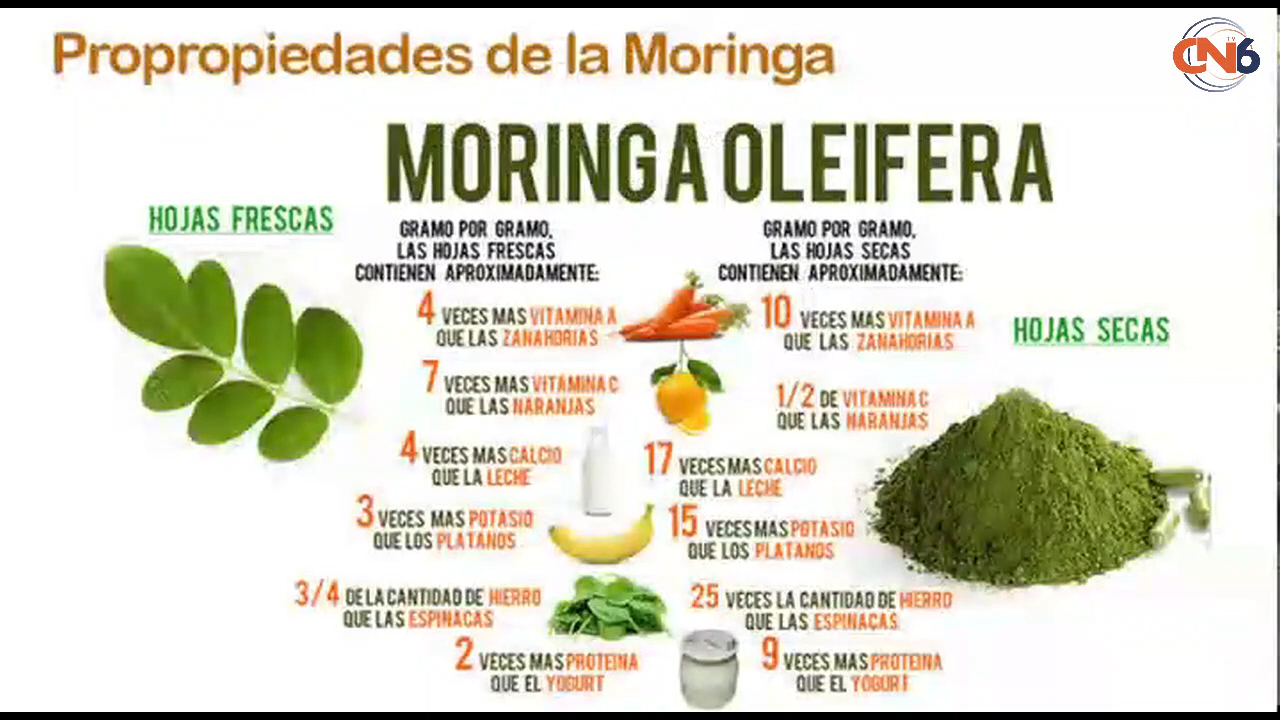 Propropiedades de la Moringa
CN6
TV
MORINGA OLEIFERA
HOJAS FRESCAS
GRAMO POR GRAMO,
LAS HOJAS FRESCAS
CONTIENEN APROXIMADAMENTE:
4 VECES MAS VITAMINA A
QUE LAS ZANAHORIAS
7 VECES MAS VITAMINA C
QUE LAS NARANJAS
4 VECES MAS CALCIO
QUE LA LECHE
3 VECES MAS POTASIO
QUE LOS PLATANOS
3/4 DE LA CANTIDAD DE HIERRO
QUE LAS ESPINACAS
2 VECES MAS PROTEINA
QUE EL YOGURT
GRAMO POR GRAMO,
LAS HOJAS SECAS
CONTIENEN APROXIMADAMENTE:
10 VECES MAS VITAMINA A
QUE LAS ZANAHORIAS
1/2 DE VITAMINA C
QUE LAS NARANJAS
17 VECES MAS CALCIO
QUE LA LECHE
15 VECES MAS POTASIO
QUE LOS PLATANOS
25 VECES LA CANTIDAD DE HIERRO
QUE LAS ESPINACAS
9 VECES MAS PROTEINA
QUE EL YOGURT
HOJAS SECAS